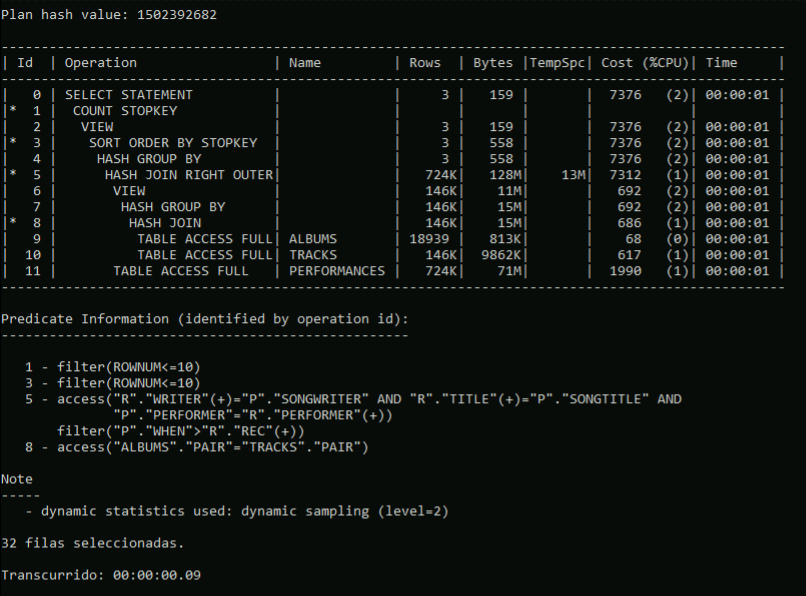 Plan hash value: 1502392682
---------------------------------------------------------------------------------------------------
| Id  | Operation                 | Name         | Rows  | Bytes |TempSpc| Cost (%CPU)| Time     |
---------------------------------------------------------------------------------------------------
|   0 | SELECT STATEMENT          |              |     3 |   159 |       |  7376   (2)| 00:00:01 |
|*  1 |  COUNT STOPKEY            |              |       |       |       |            |          |
|   2 |   VIEW                    |              |     3 |   159 |       |  7376   (2)| 00:00:01 |
|*  3 |    SORT ORDER BY STOPKEY  |              |     3 |   558 |       |  7376   (2)| 00:00:01 |
|   4 |     HASH GROUP BY         |              |     3 |   558 |       |  7376   (2)| 00:00:01 |
|*  5 |      HASH JOIN RIGHT OUTER|              |   724K|   128M|    13M|  7312   (1)| 00:00:01 |
|   6 |       VIEW                |              |   146K|    11M|       |   692   (2)| 00:00:01 |
|   7 |        HASH GROUP BY      |              |   146K|    15M|       |   692   (2)| 00:00:01 |
|*  8 |         HASH JOIN         |              |   146K|    15M|       |   686   (1)| 00:00:01 |
|   9 |          TABLE ACCESS FULL| ALBUMS       | 18939 |   813K|       |    68   (0)| 00:00:01 |
|  10 |          TABLE ACCESS FULL| TRACKS       |   146K|  9862K|       |   617   (1)| 00:00:01 |
|  11 |       TABLE ACCESS FULL   | PERFORMANCES |   724K|    71M|       |  1990   (1)| 00:00:01 |
---------------------------------------------------------------------------------------------------
Predicate Information (identified by operation id):
---------------------------------------------------
   1 - filter(ROWNUM<=10)
   3 - filter(ROWNUM<=10)
   5 - access("R"."WRITER"(+)="P"."SONGWRITER" AND "R"."TITLE"(+)="P"."SONGTITLE" AND
              "P"."PERFORMER"="R"."PERFORMER"(+))
       filter("P"."WHEN">"R"."REC"(+))
   8 - access("ALBUMS"."PAIR"="TRACKS"."PAIR")
Note
-----
   - dynamic statistics used: dynamic sampling (level=2)
32 filas seleccionadas.
Transcurrido: 00:00:00.09